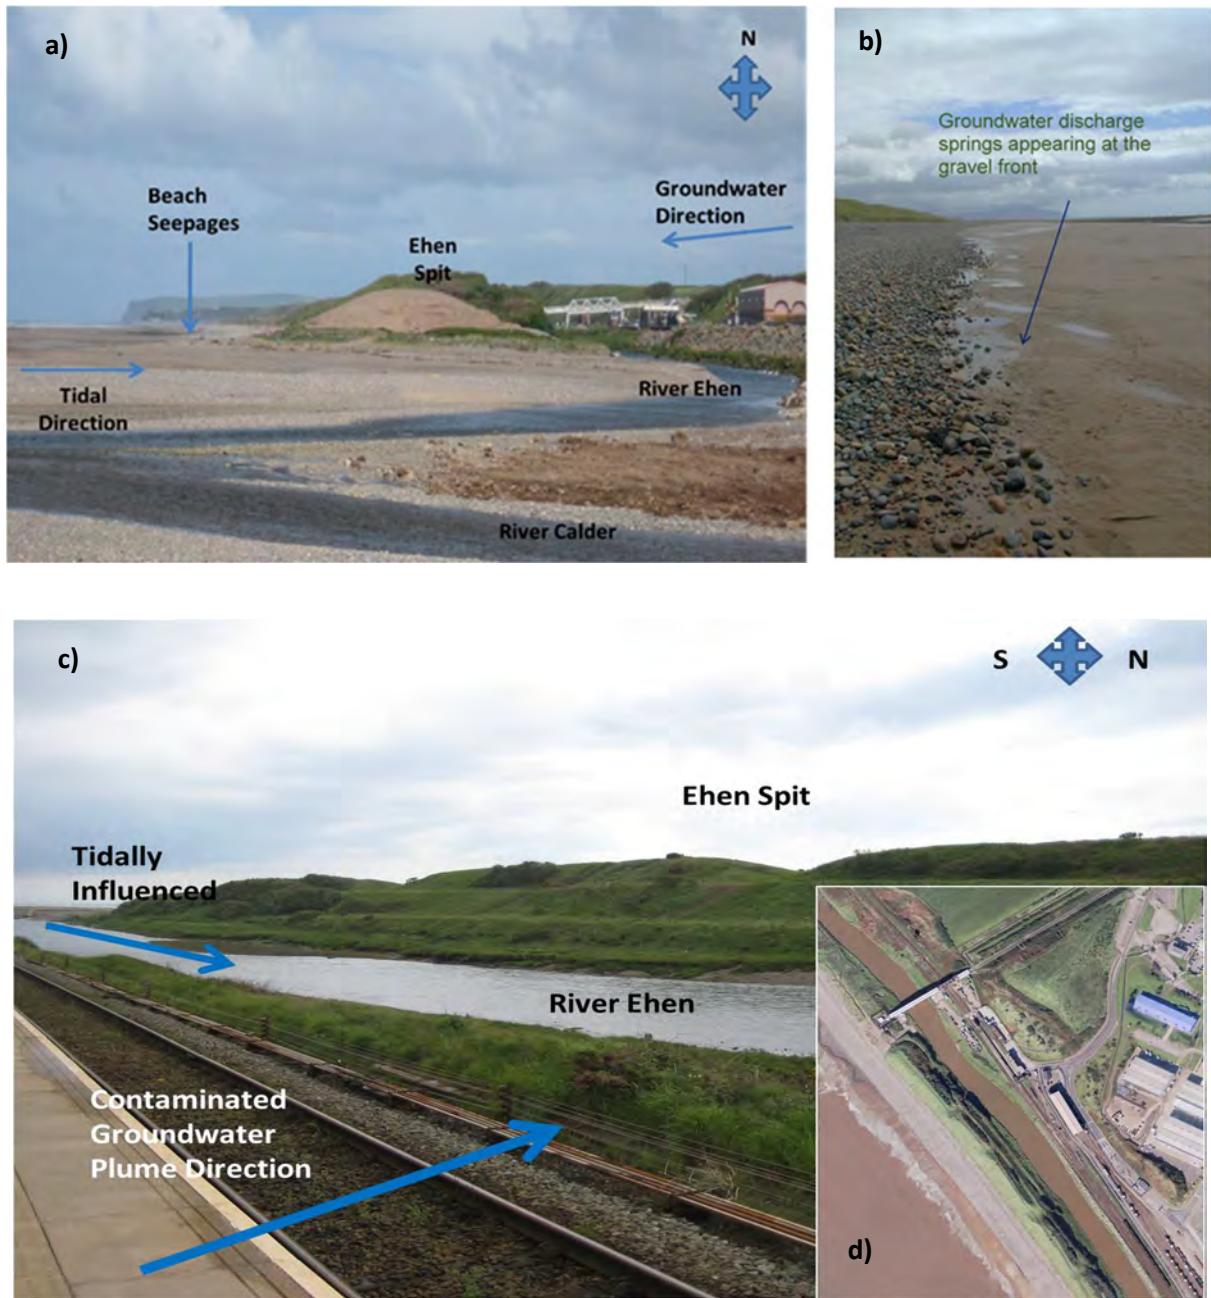 a)
N
Beach
Seepages
Groundwater
Direction
Ehen
Spit
Tidal
Direction
River Ehen
River Calder
b)
Groundwater discharge
springs appearing at the
gravel front
c)
S N
Ehen Spit
Tidally
Influenced
River Ehen
Contaminated
Groundwater
Plume Direction
d)